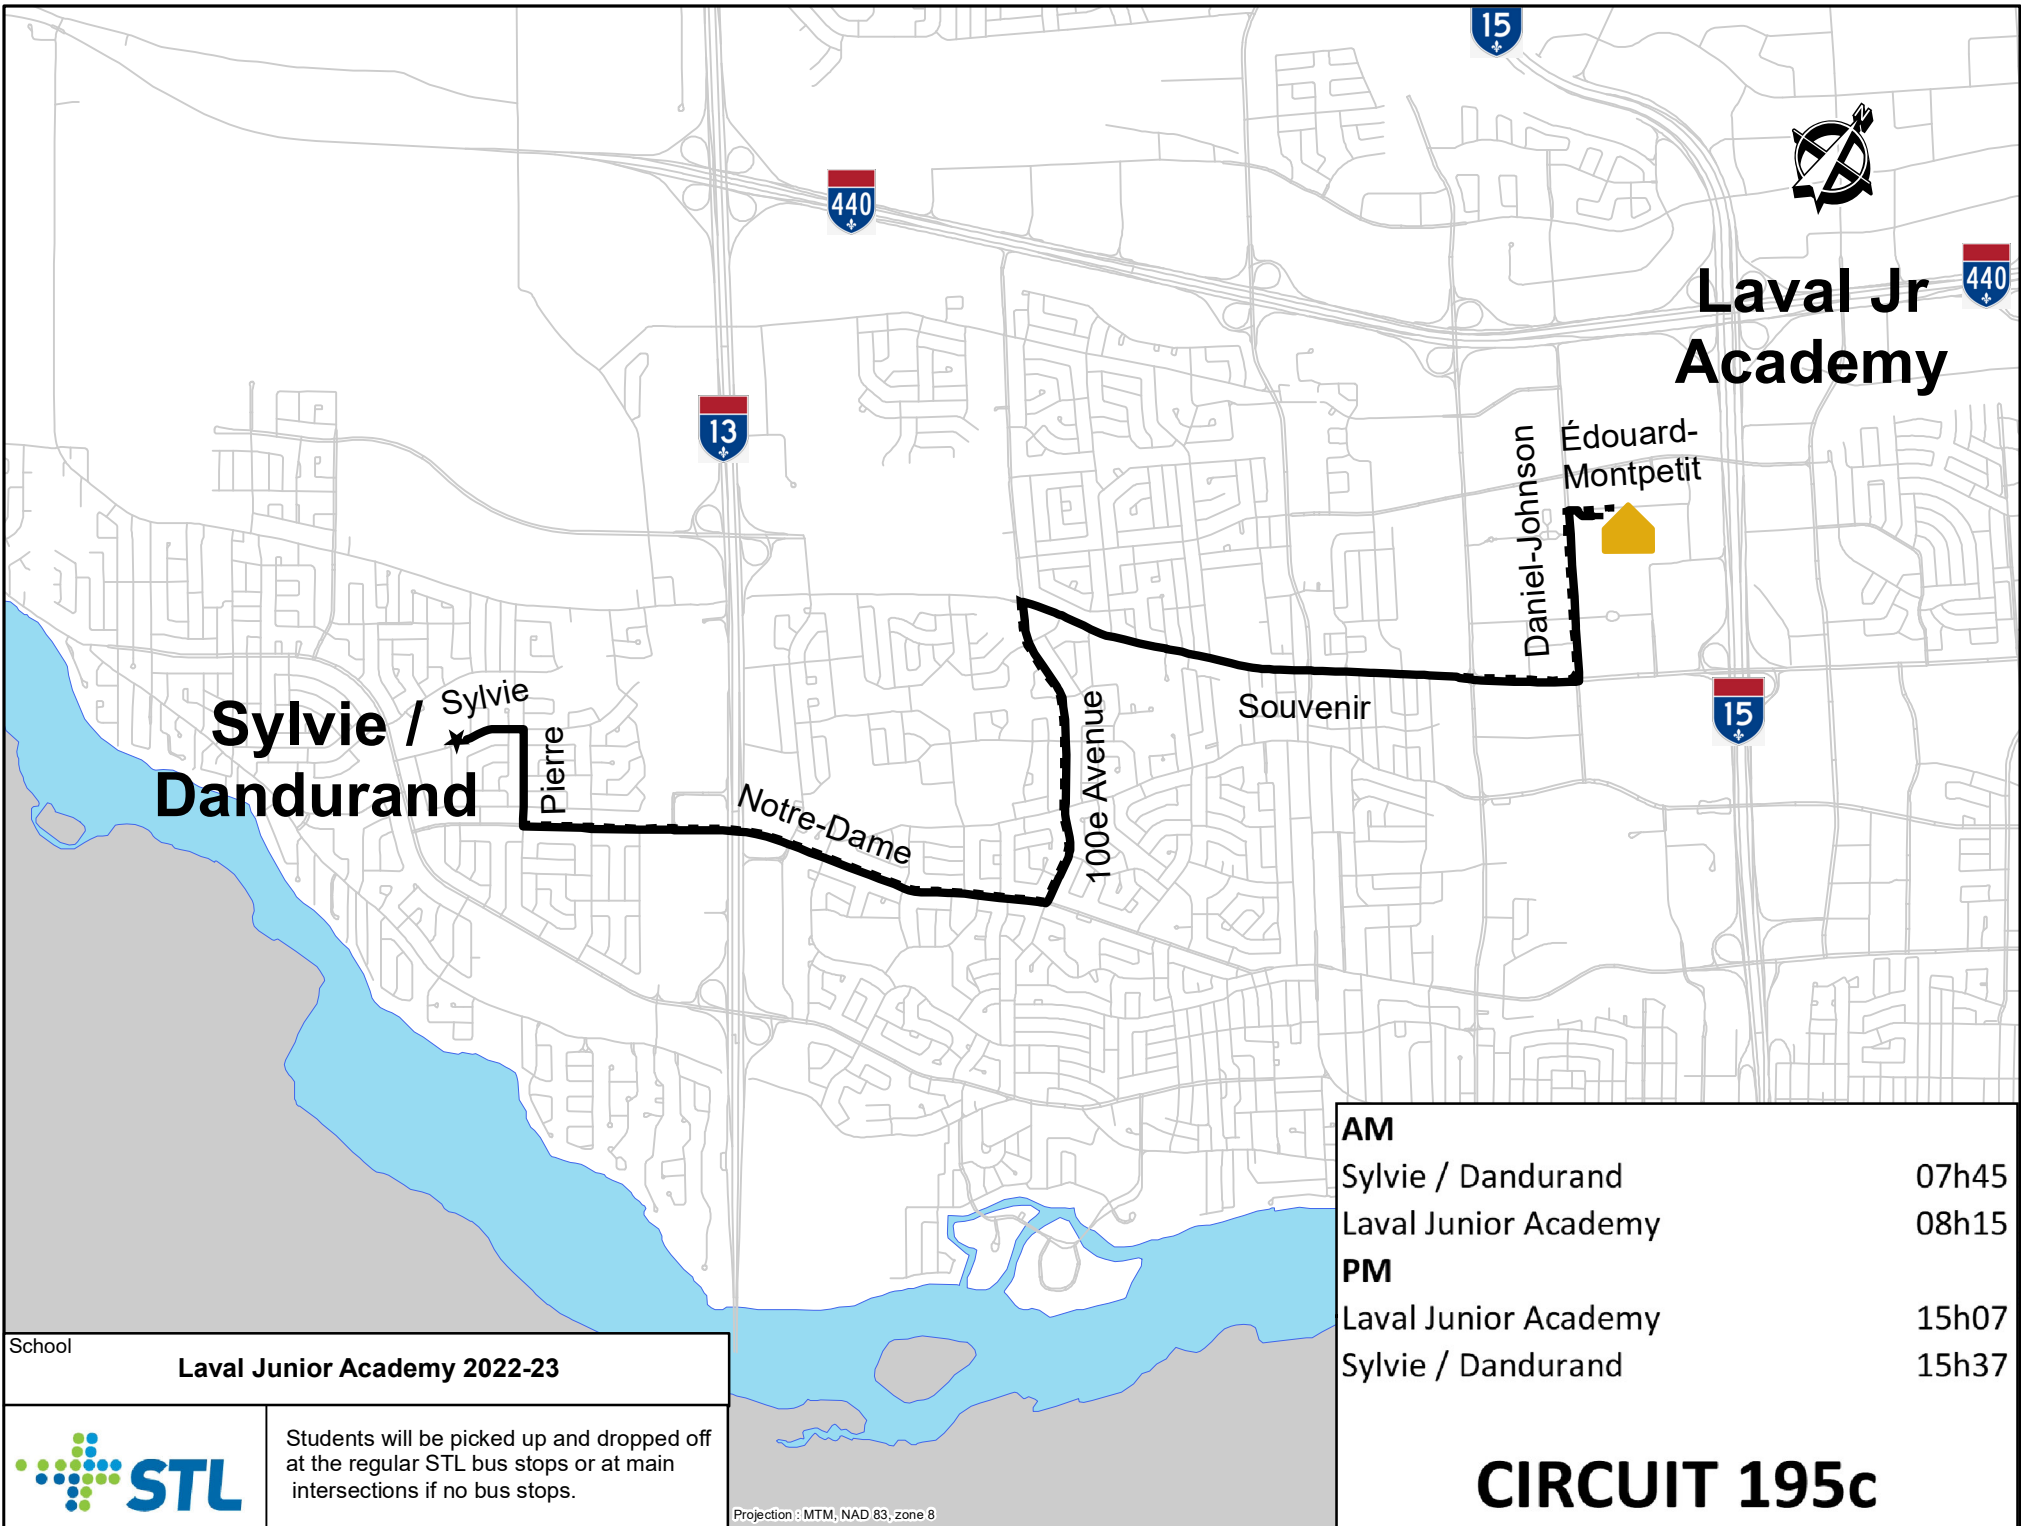 15
440
Laval Jr
Academy
440
13
Édouard-
Montpetit
Daniel-Johnson
Sylvie
Sylvie /
Dandurand
Pierre
Notre-Dame
100e Avenue
Souvenir
15
AM
Sylvie / Dandurand 07h45
Laval Junior Academy 08h15
PM
Laval Junior Academy 15h07
Sylvie / Dandurand 15h37
CIRCUIT 195c
School
Laval Junior Academy 2022-23
STL
Students will be picked up and dropped off
at the regular STL bus stops or at main
intersections if no bus stops.
Projection : MTM, NAD 83, zone 8
N